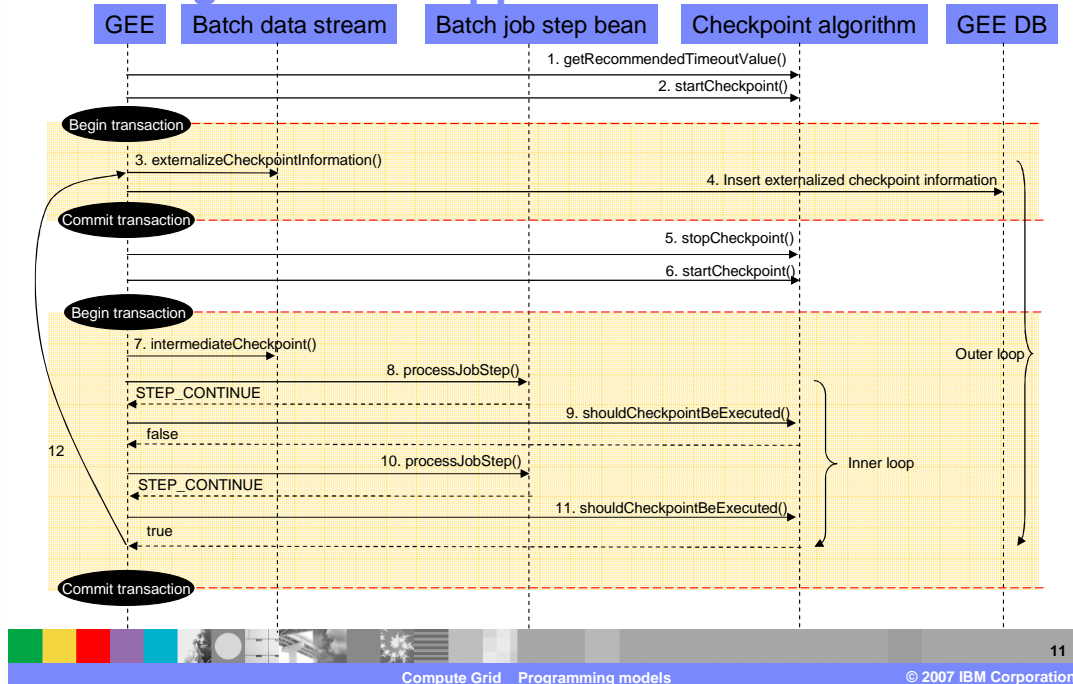 GEE Batch data stream Batch job step bean Checkpoint algorithm GEE DB
1. getRecommendedTimeoutValue()
2. startCheckpoint()
Begin transaction
3. externalizeCheckpointInformation()
4. Insert externalized checkpoint information
Commit transaction
5. stopCheckpoint()
6. startCheckpoint()
Begin transaction
7. intermediateCheckpoint()
Outer loop
8. processJobStep()
STEP_CONTINUE
9. shouldCheckpointBeExecuted()
false
12
10. processJobStep()
Inner loop
STEP_CONTINUE
11. shouldCheckpointBeExecuted()
true
Commit transaction
11
Compute Grid Programming models © 2007 IBM Corporation